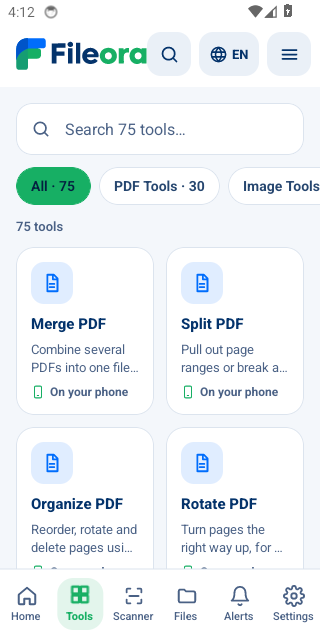 4:12
Fileora
EN
Search 75 tools…
All · 75
PDF Tools · 30
Image Tools
75 tools
Merge PDF
Combine several
PDFs into one file…
On your phone
Split PDF
Pull out page
ranges or break a…
On your phone
Organize PDF
Reorder, rotate and
delete pages usi…
Rotate PDF
Turn pages the
right way up, for …
Home
Tools
Scanner
Files
Alerts
Settings